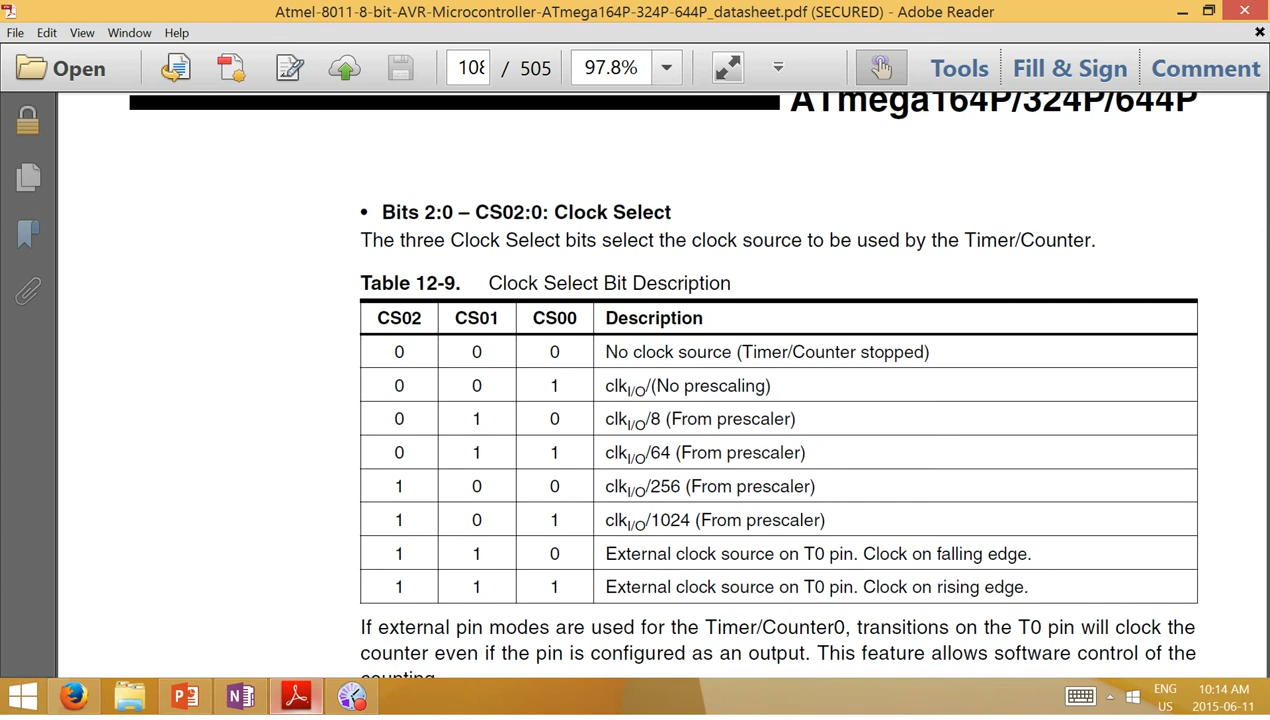 Atmel-8011-8-bit-AVR-Microcontroller-ATmega164P-324P-644P_datasheet.pdf (SECURED) - Adobe Reader
File Edit View Window Help
Open 108 / 505 97.8% Tools Fill & Sign Comment
ATmega164P/324P/644P
• Bits 2:0 – CS02:0: Clock Select
The three Clock Select bits select the clock source to be used by the Timer/Counter.
Table 12-9. Clock Select Bit Description
CS02 CS01 CS00 Description
0 0 0 No clock source (Timer/Counter stopped)
0 0 1 clkI/O/(No prescaling)
0 1 0 clkI/O/8 (From prescaler)
0 1 1 clkI/O/64 (From prescaler)
1 0 0 clkI/O/256 (From prescaler)
1 0 1 clkI/O/1024 (From prescaler)
1 1 0 External clock source on T0 pin. Clock on falling edge.
1 1 1 External clock source on T0 pin. Clock on rising edge.
If external pin modes are used for the Timer/Counter0, transitions on the T0 pin will clock the
counter even if the pin is configured as an output. This feature allows software control of the
counting.
ENG 10:14 AM
US 2015-06-11